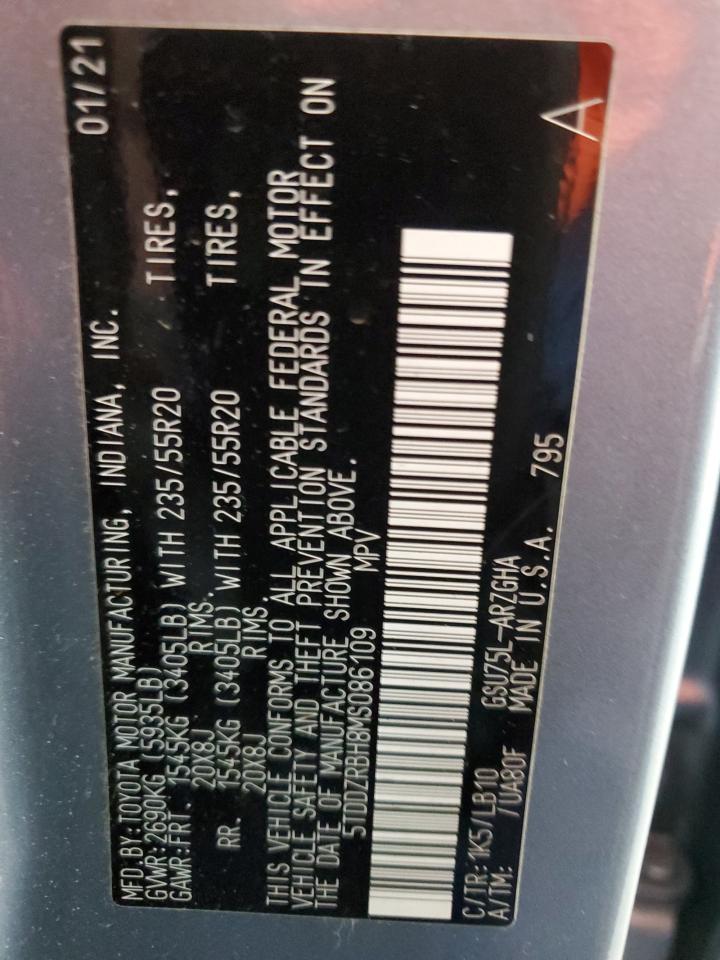 MFD.BY:TOYOTA MOTOR MANUFACTURING, INDIANA, INC. 01/21
GVWR:2690KG (5935LB)
GAWR:FRT. 1545KG (3405LB) WITH 235/55R20 TIRES,
20X8J RIMS.
RR. 1545KG (3405LB) WITH 235/55R20 TIRES,
20X8J RIMS.
THIS VEHICLE CONFORMS TO ALL APPLICABLE FEDERAL MOTOR
VEHICLE SAFETY AND THEFT PREVENTION STANDARDS IN EFFECT ON
THE DATE OF MANUFACTURE SHOWN ABOVE.
5TDDZRBH8MS086109 MPV
C/TR:1K5/LB10 GSU75L-ARZGHA
A/TM: /UA80F MADE IN U.S.A. 795 A